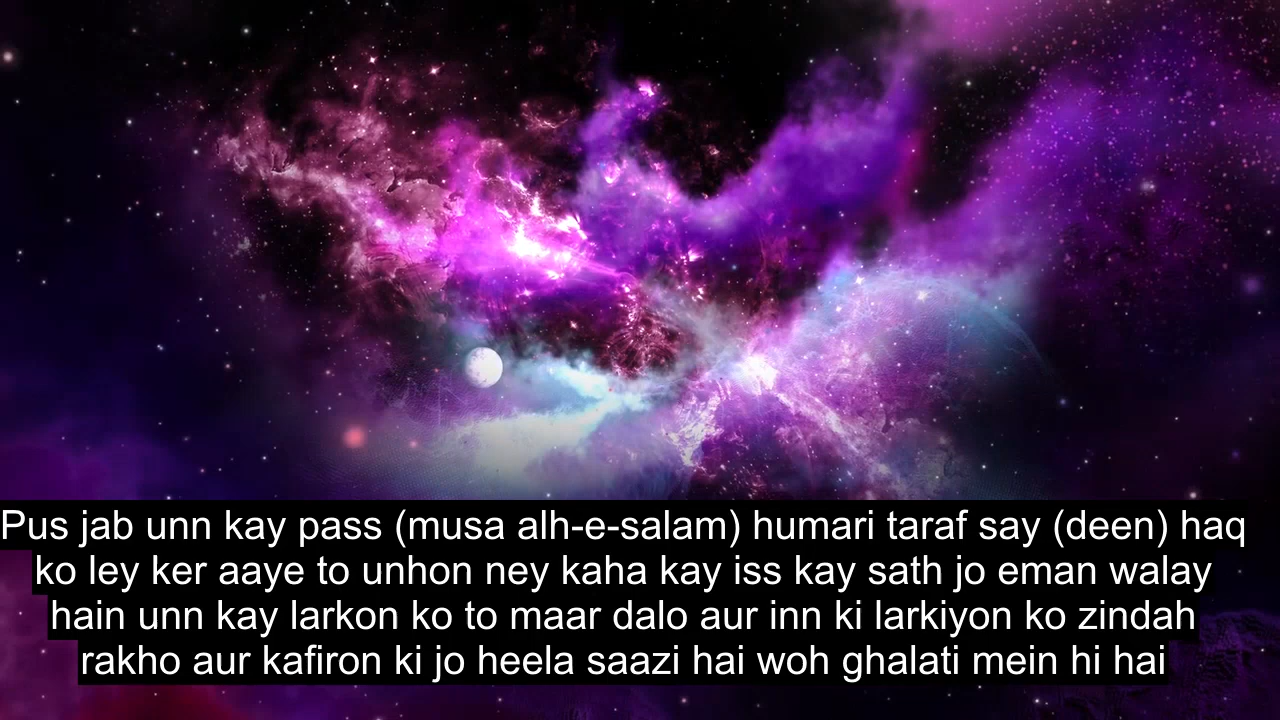 Pus jab unn kay pass (musa alh-e-salam) humari taraf say (deen) haq
ko ley ker aaye to unhon ney kaha kay iss kay sath jo eman walay
hain unn kay larkon ko to maar dalo aur inn ki larkiyon ko zindah
rakho aur kafiron ki jo heela saazi hai woh ghalati mein hi hai